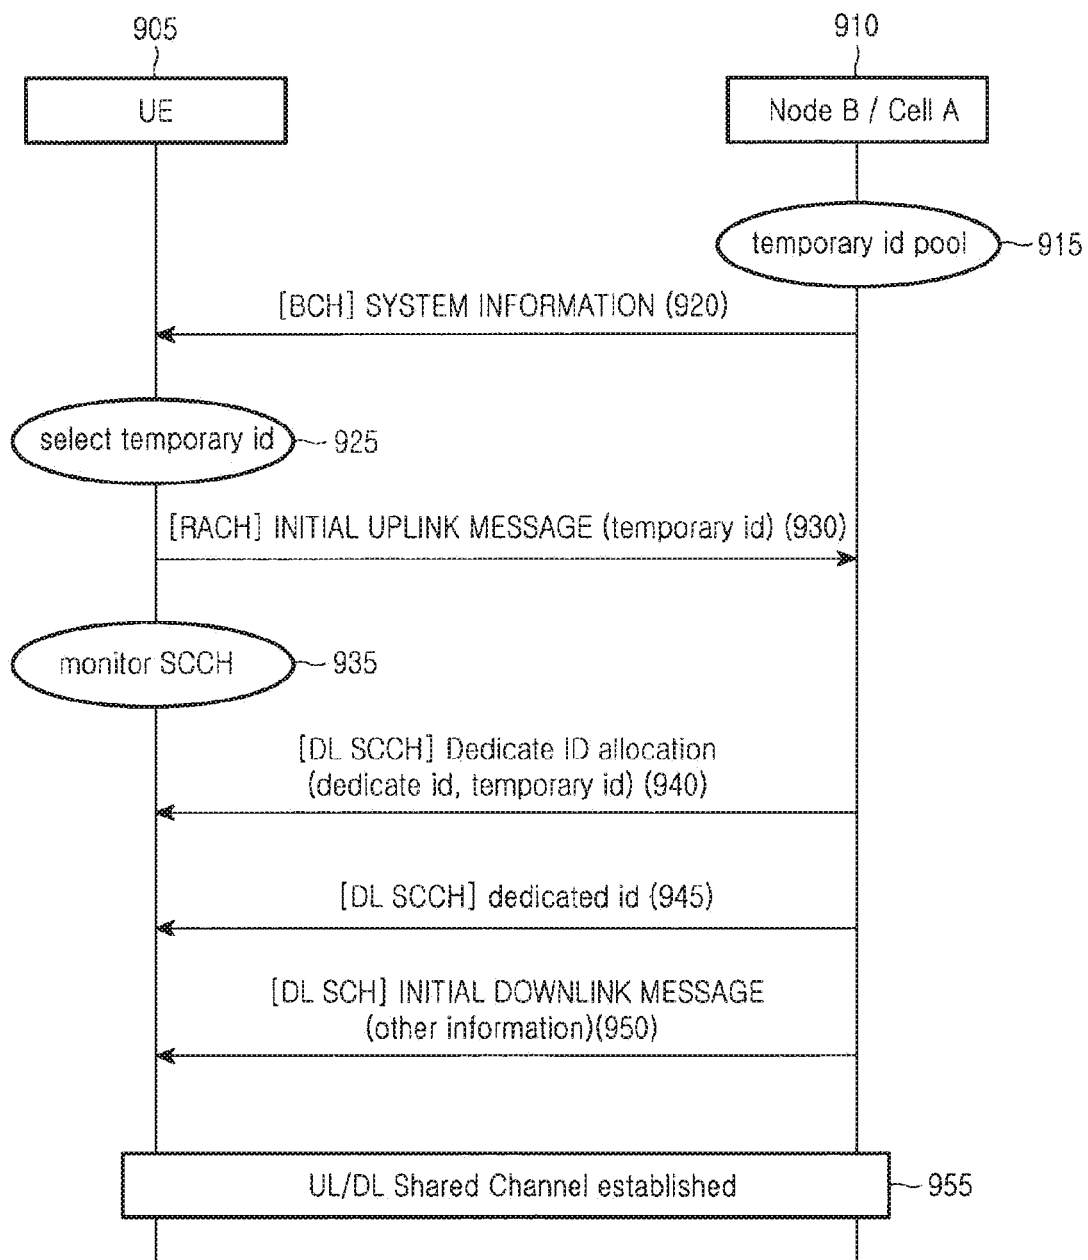 905
910
UE
Node B / Cell A
temporary id pool
915
[BCH] SYSTEM INFORMATION (920)
select temporary id
925
[RACH] INITIAL UPLINK MESSAGE (temporary id) (930)
monitor SCCH
935
[DL SCCH] Dedicate ID allocation
(dedicate id, temporary id) (940)
[DL SCCH] dedicated id (945)
[DL SCH] INITIAL DOWNLINK MESSAGE
(other information)(950)
UL/DL Shared Channel established
955